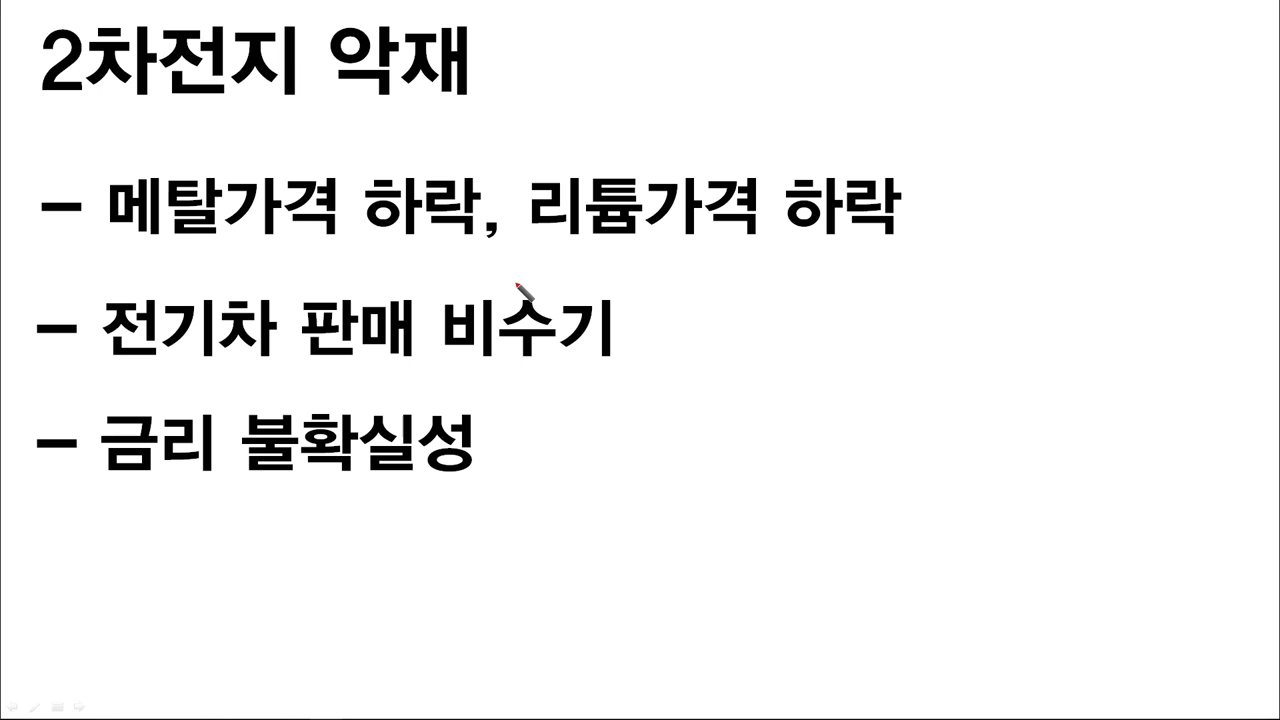 2차전지 악재
- 메탈가격 하락, 리튬가격 하락
- 전기차 판매 비수기
- 금리 불확실성